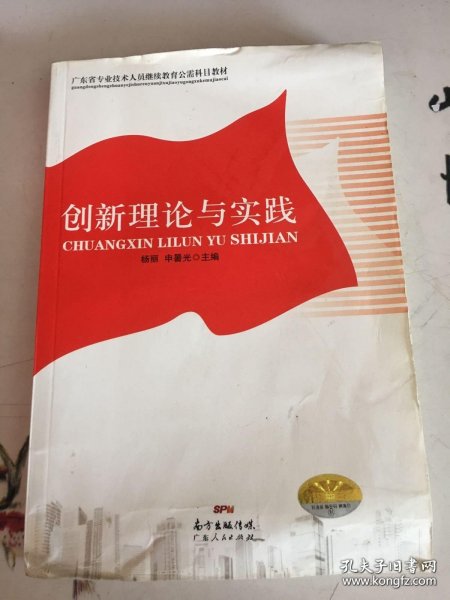 广东省专业技术人员继续教育公需科目教材
创新理论与实践
CHUANGXIN LILUN YU SHIJIAN
杨丽 申曙光◎主编
SPM
南方出版传媒
广东人民出版社
孔夫子旧书网
www.kongfz.com